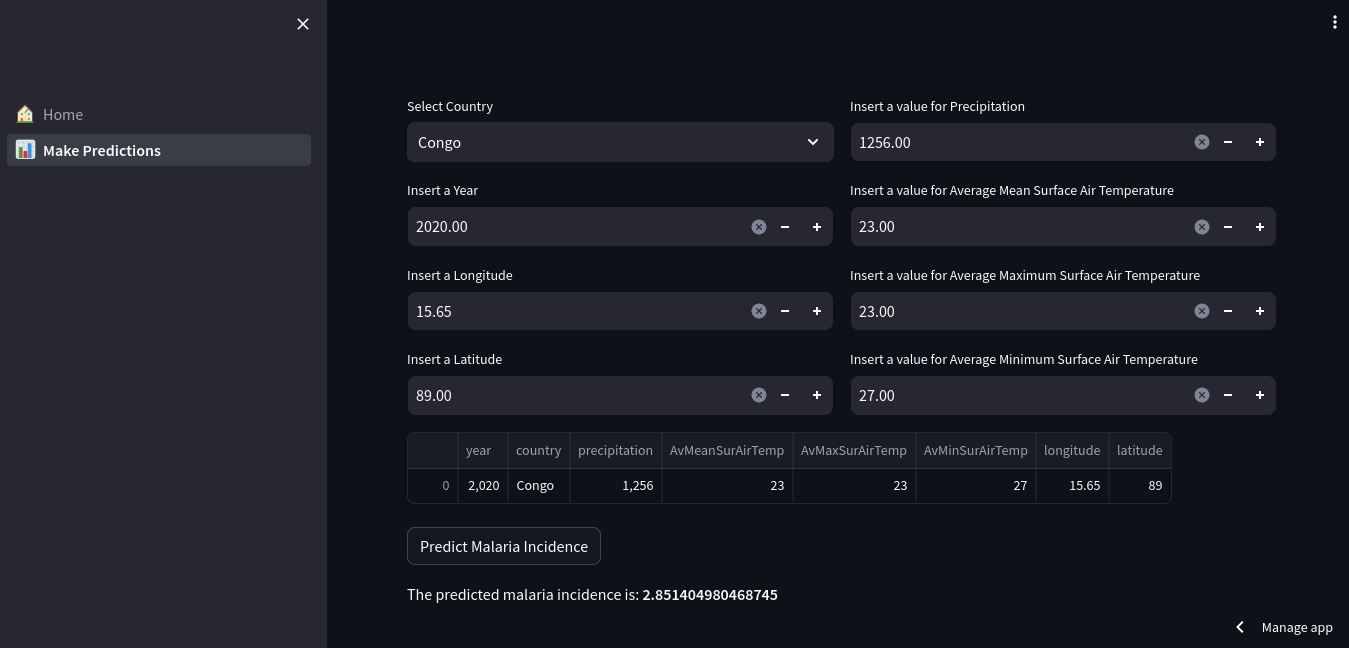 Home
Make Predictions
Select Country
Congo
Insert a value for Precipitation
1256.00
Insert a Year
2020.00
Insert a value for Average Mean Surface Air Temperature
23.00
Insert a Longitude
15.65
Insert a value for Average Maximum Surface Air Temperature
23.00
Insert a Latitude
89.00
Insert a value for Average Minimum Surface Air Temperature
27.00
year country precipitation AvMeanSurAirTemp AvMaxSurAirTemp AvMinSurAirTemp longitude latitude
0 2,020 Congo 1,256 23 23 27 15.65 89
Predict Malaria Incidence
The predicted malaria incidence is: 2.851404980468745
Manage app